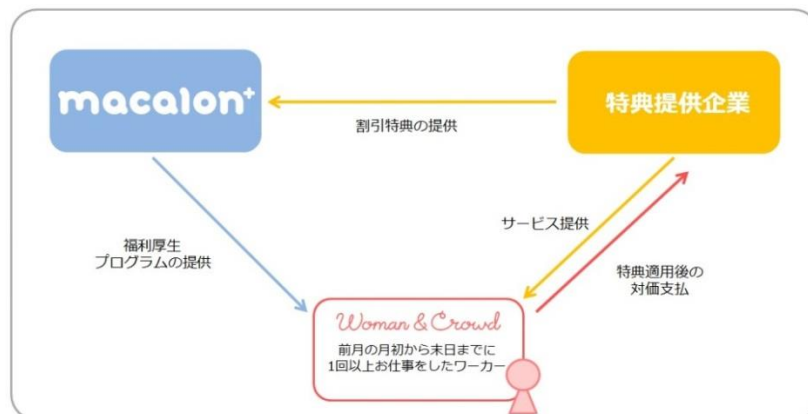 macalon+
特典提供企業
割引特典の提供
サービス提供
福利厚生
プログラムの提供
特典適用後の
対価支払
Woman & Crowd
前月の月初から末日までに
1回以上お仕事をしたワーカー